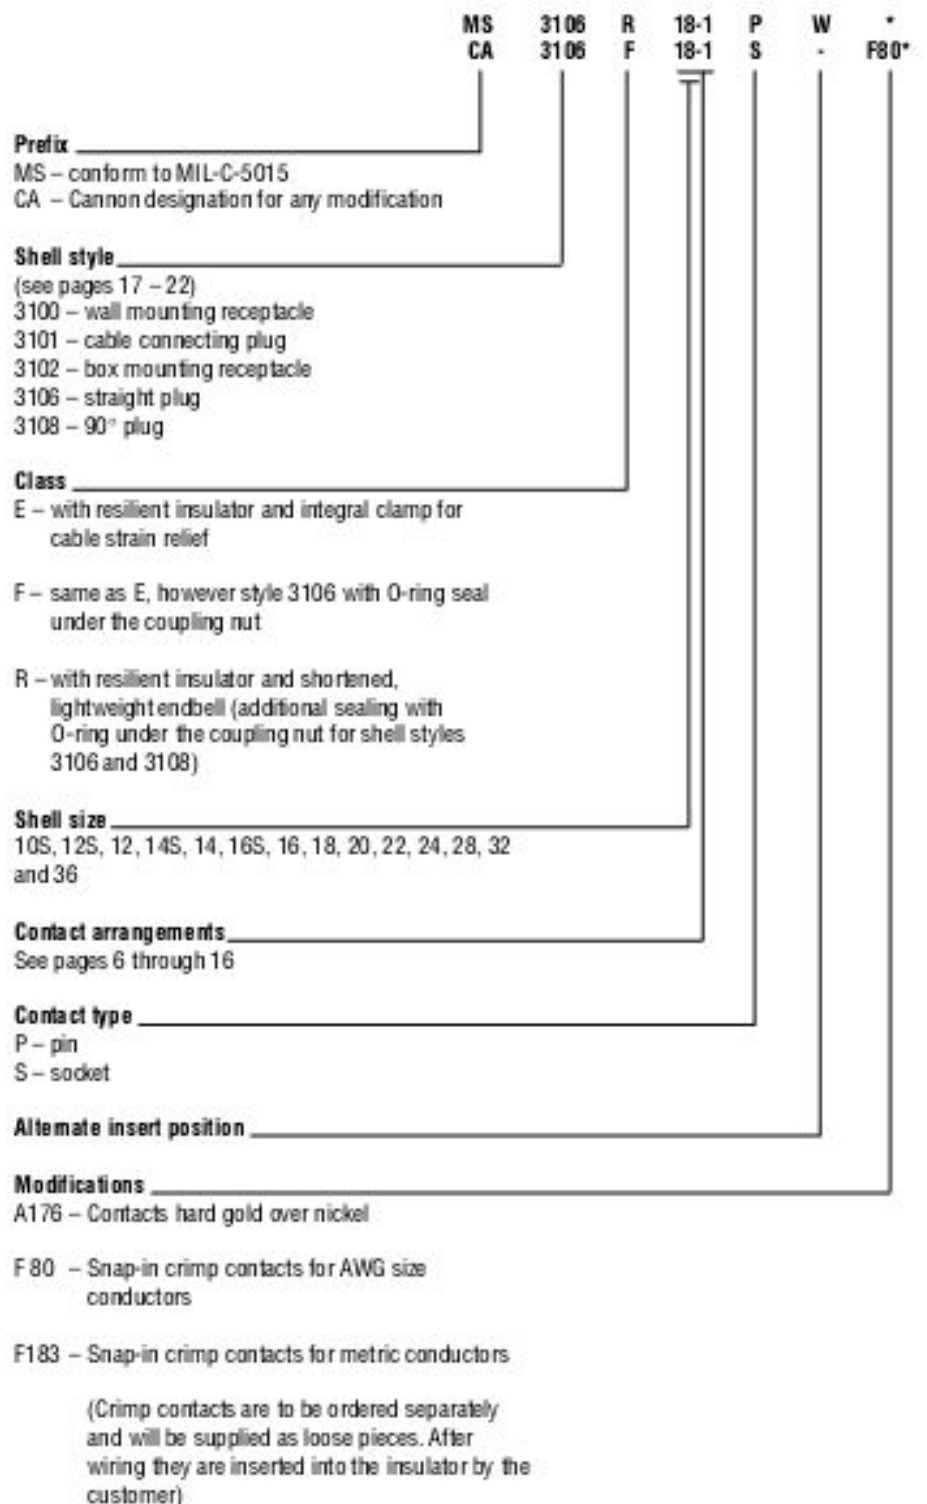 MS 3106 R 18-1 P W *
CA 3106 F 18-1 S - F80*
Prefix
MS – conform to MIL-C-5015
CA – Cannon designation for any modification
Shell style
(see pages 17 – 22)
3100 – wall mounting receptacle
3101 – cable connecting plug
3102 – box mounting receptacle
3106 – straight plug
3108 – 90° plug
Class
E – with resilient insulator and integral clamp for
cable strain relief
F – same as E, however style 3106 with O-ring seal
under the coupling nut
R – with resilient insulator and shortened,
lightweight endbell (additional sealing with
O-ring under the coupling nut for shell styles
3106 and 3108)
Shell size
10S, 12S, 12, 14S, 14, 16S, 16, 18, 20, 22, 24, 28, 32
and 36
Contact arrangements
See pages 6 through 16
Contact type
P – pin
S – socket
Alternate insert position
Modifications
A176 – Contacts hard gold over nickel
F 80 – Snap-in crimp contacts for AWG size
conductors
F183 – Snap-in crimp contacts for metric conductors
(Crimp contacts are to be ordered separately
and will be supplied as loose pieces. After
wiring they are inserted into the insulator by the
customer)